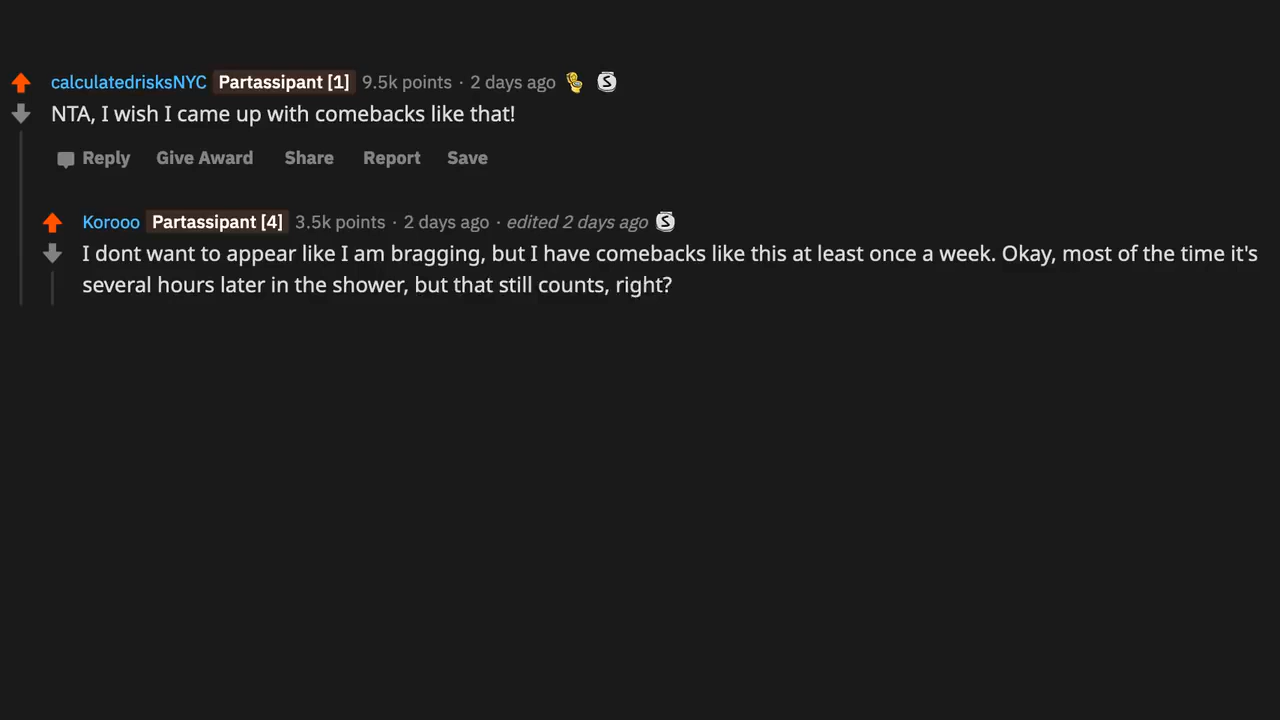 calculatedrisksNYC Partassipant [1] 9.5k points · 2 days ago
NTA, I wish I came up with comebacks like that!
Reply Give Award Share Report Save
Korooo Partassipant [4] 3.5k points · 2 days ago · edited 2 days ago
I dont want to appear like I am bragging, but I have comebacks like this at least once a week. Okay, most of the time it's
several hours later in the shower, but that still counts, right?